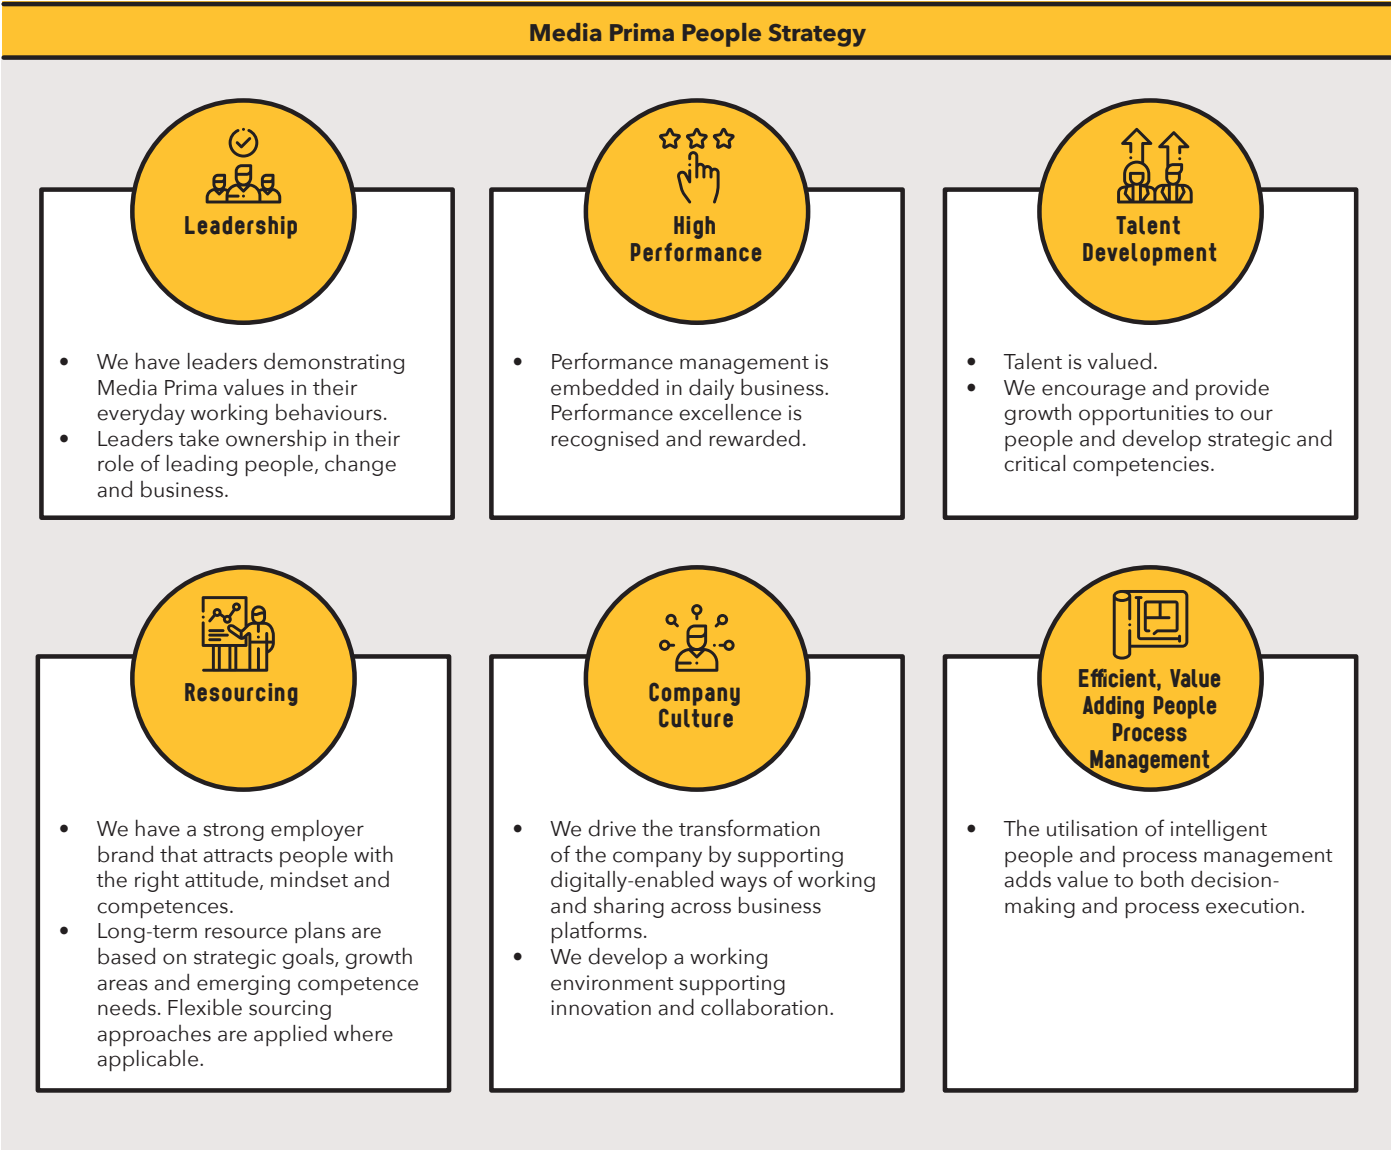 Media Prima People Strategy
Leadership
• We have leaders demonstrating
Media Prima values in their
everyday working behaviours.
• Leaders take ownership in their
role of leading people, change
and business.
High
Performance
• Performance management is
embedded in daily business.
Performance excellence is
recognised and rewarded.
Talent
Development
• Talent is valued.
• We encourage and provide
growth opportunities to our
people and develop strategic and
critical competencies.
Resourcing
• We have a strong employer
brand that attracts people with
the right attitude, mindset and
competences.
• Long-term resource plans are
based on strategic goals, growth
areas and emerging competence
needs. Flexible sourcing
approaches are applied where
applicable.
Company
Culture
• We drive the transformation
of the company by supporting
digitally-enabled ways of working
and sharing across business
platforms.
• We develop a working
environment supporting
innovation and collaboration.
Efficient, Value
Adding People
Process
Management
• The utilisation of intelligent
people and process management
adds value to both decision-
making and process execution.